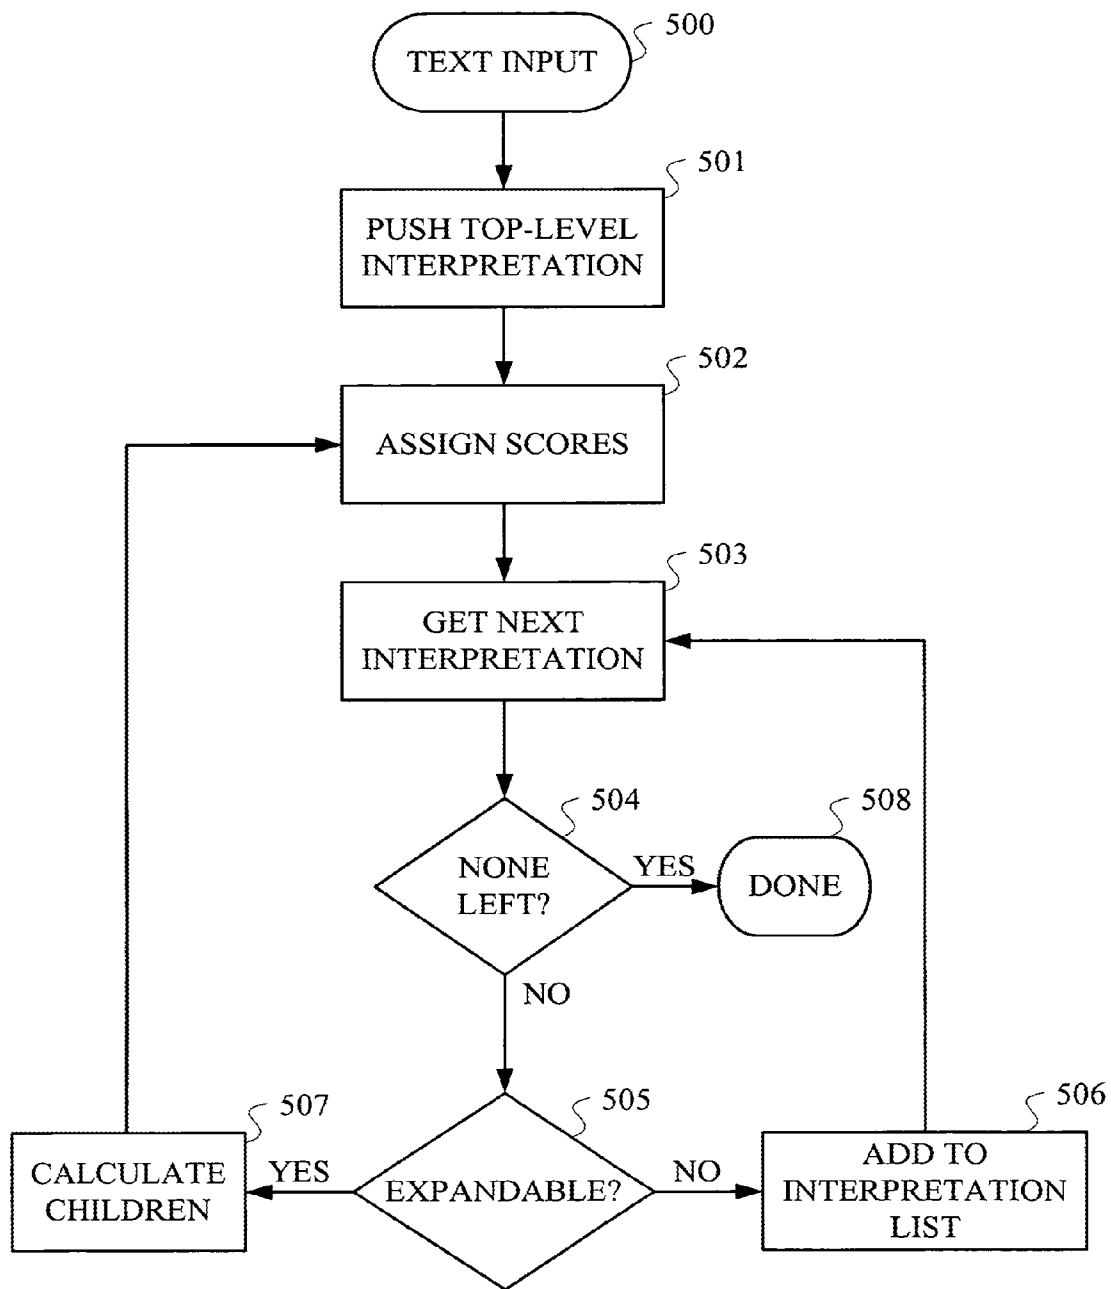 500
TEXT INPUT
501
PUSH TOP-LEVEL
INTERPRETATION
502
ASSIGN SCORES
503
GET NEXT
INTERPRETATION
504
NONE
LEFT?
YES
508
DONE
NO
507
CALCULATE
CHILDREN
YES
505
EXPANDABLE?
NO
506
ADD TO
INTERPRETATION
LIST